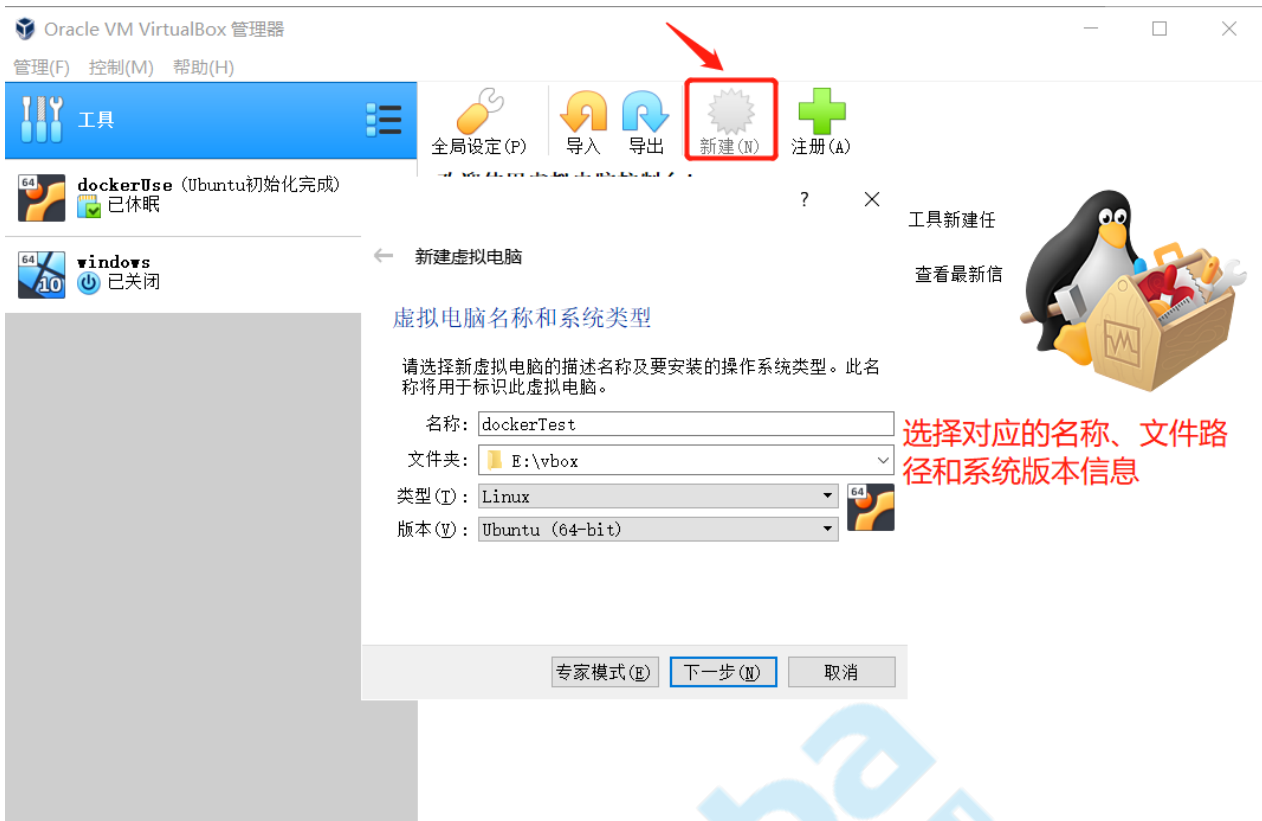 Oracle VM VirtualBox 管理器
管理(F) 控制(M) 帮助(H)
工具
全局设定(P)
导入
导出
新建(N)
注册(A)
64
dockerUse (Ubuntu初始化完成)
已休眠
64
10
windows
已关闭
工具新建任
查看最新信
?
新建虚拟电脑
虚拟电脑名称和系统类型
请选择新虚拟电脑的描述名称及要安装的操作系统类型。此名
称将用于标识此虚拟电脑。
名称: dockerTest
文件夹: E:\vbox
类型(T): Linux
64
版本(V): Ubuntu (64-bit)
选择对应的名称、文件路
径和系统版本信息
专家模式(E) 下一步(N) 取消